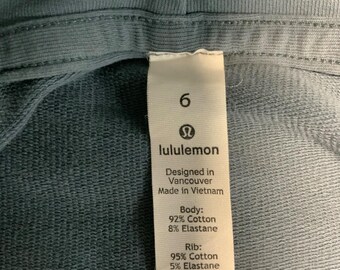 6
lululemon
Designed in
Vancouver
Made in Vietnam
Body:
92% Cotton
8% Elastane
Rib:
95% Cotton
5% Elastane